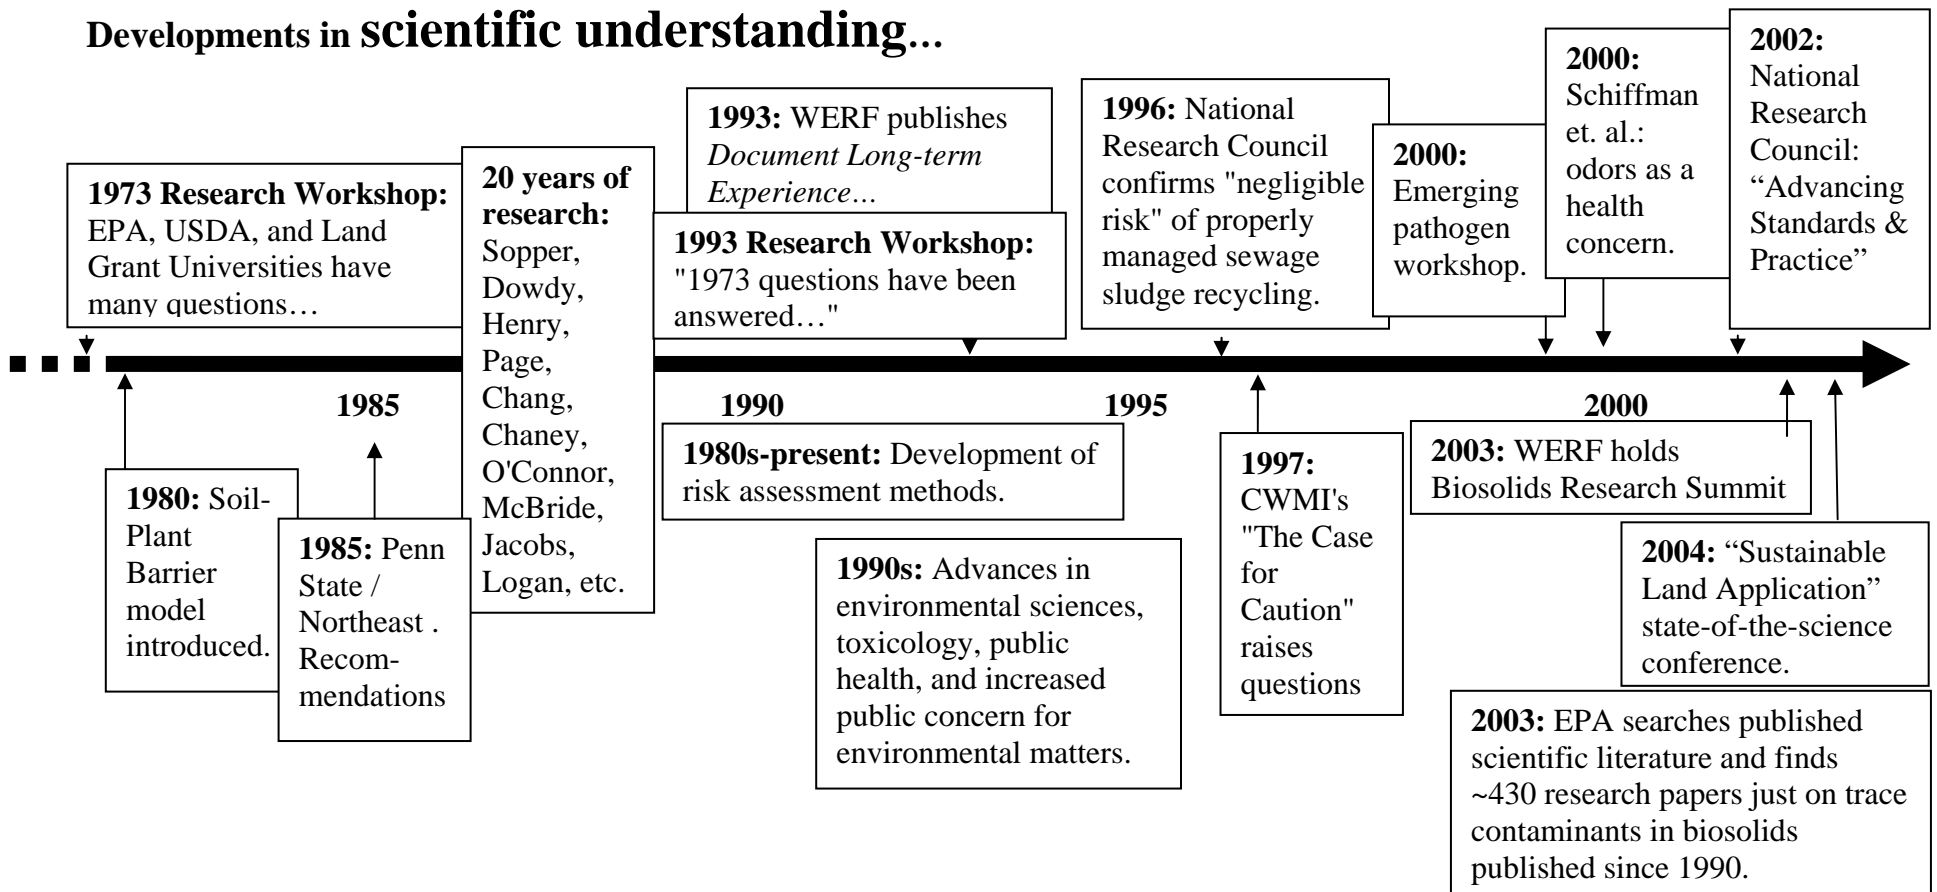 Developments in scientific understanding...
1973 Research Workshop:
EPA, USDA, and Land
Grant Universities have
many questions…
20 years of
research:
Sopper,
Dowdy,
Henry,
Page,
Chang,
Chaney,
O'Connor,
McBride,
Jacobs,
Logan, etc.
1993: WERF publishes
Document Long-term
Experience…
1993 Research Workshop:
"1973 questions have been
answered…"
1996: National
Research Council
confirms "negligible
risk" of properly
managed sewage
sludge recycling.
2000:
Emerging
pathogen
workshop.
2000:
Schiffman
et. al.:
odors as a
health
concern.
2002:
National
Research
Council:
“Advancing
Standards &
Practice”
1985
1990
1995
2000
1980: Soil-
Plant
Barrier
model
introduced.
1985: Penn
State /
Northeast .
Recom-
mendations
1980s-present: Development of
risk assessment methods.
1990s: Advances in
environmental sciences,
toxicology, public
health, and increased
public concern for
environmental matters.
1997:
CWMI's
"The Case
for
Caution"
raises
questions
2003: WERF holds
Biosolids Research Summit
2004: “Sustainable
Land Application”
state-of-the-science
conference.
2003: EPA searches published
scientific literature and finds
~430 research papers just on trace
contaminants in biosolids
published since 1990.